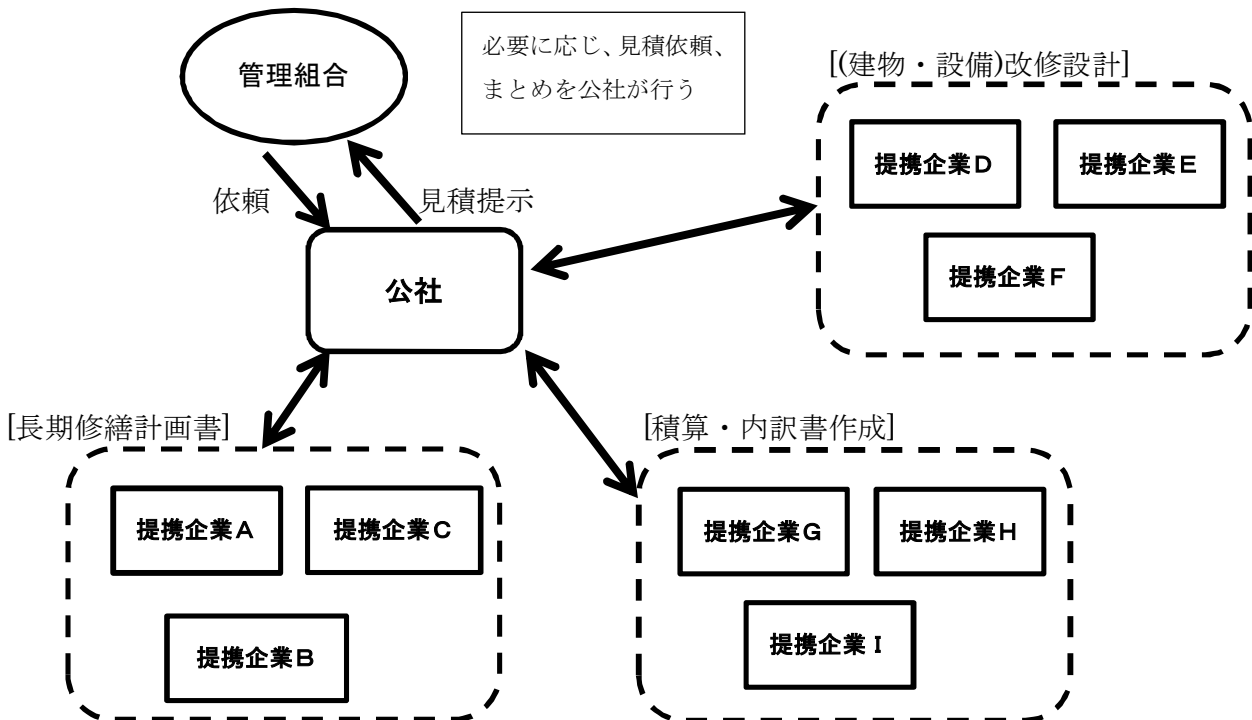 管理組合
必要に応じ、見積依頼、
まとめを公社が行う
[(建物・設備)改修設計]
提携企業D
提携企業E
提携企業F
依頼
見積提示
公社
[長期修繕計画書]
提携企業A
提携企業C
提携企業B
[積算・内訳書作成]
提携企業G
提携企業H
提携企業I